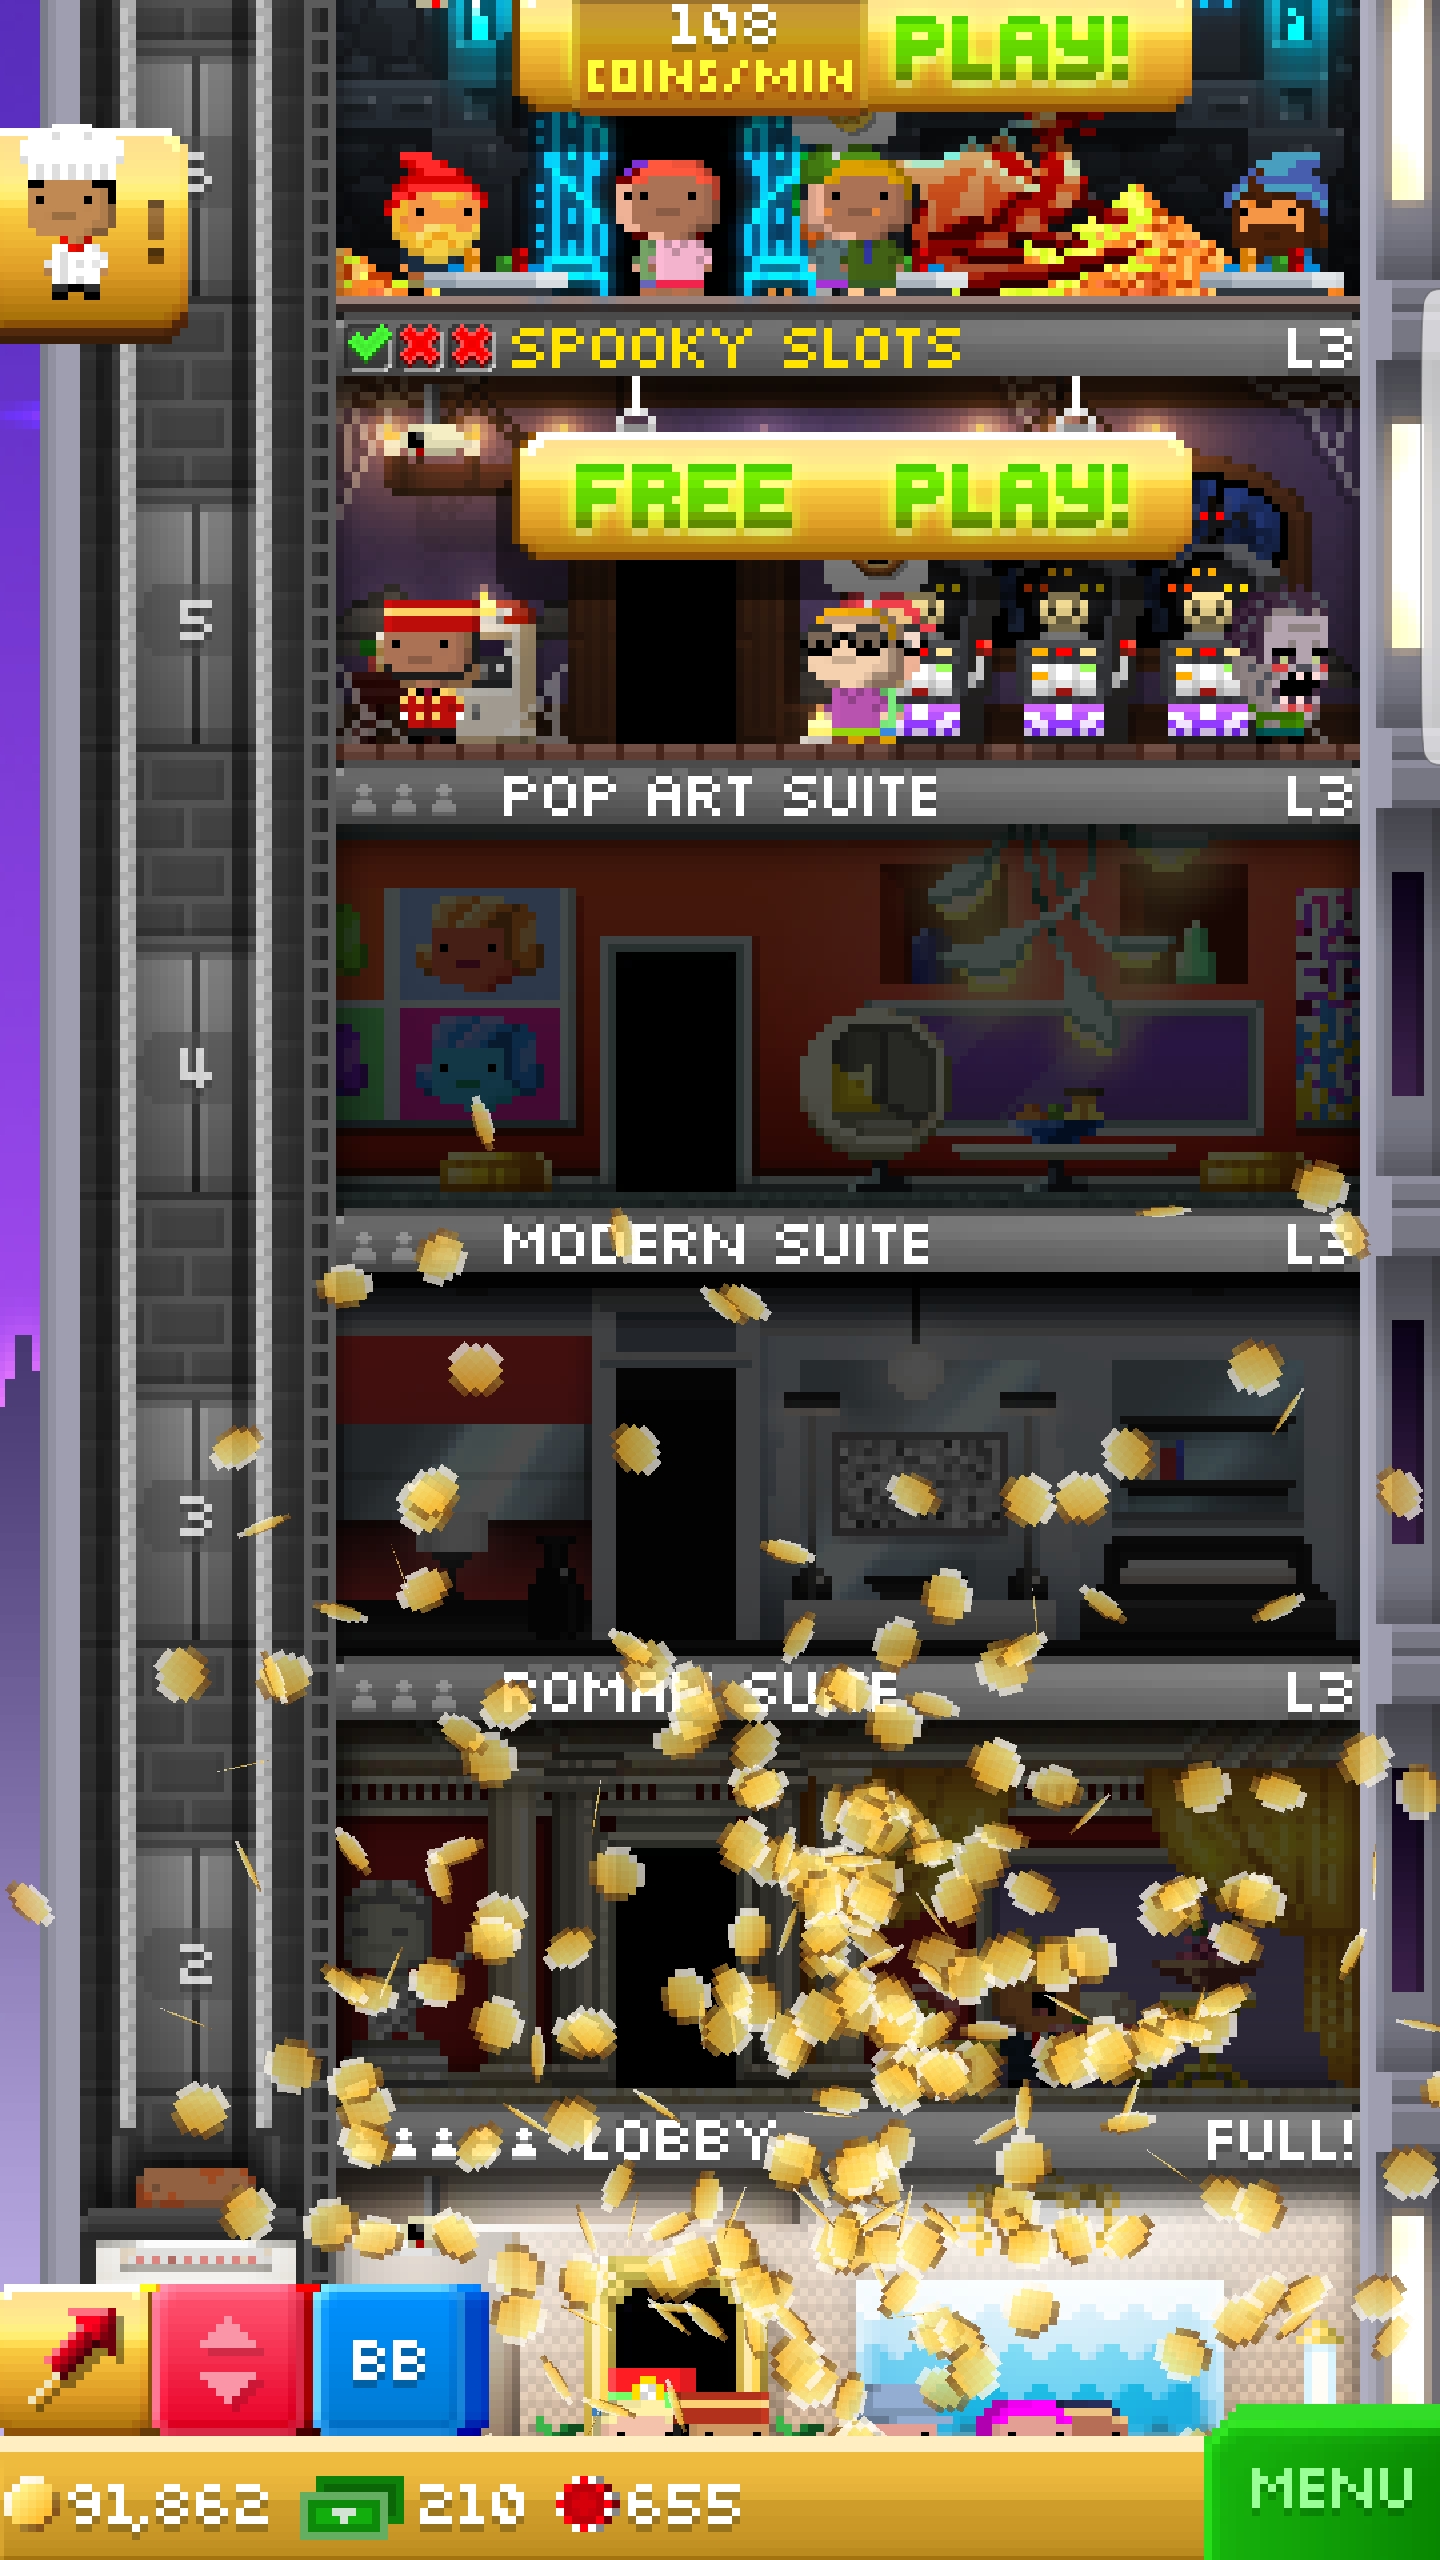 108
COINS/MIN
PLAY!
SPOOKY SLOTS L3
FREE PLAY!
5
POP ART SUITE L3
4
MODERN SUITE L3
3
ROMAN SUITE L3
2
LOBBY FULL!
BB
91,862 210 655
MENU